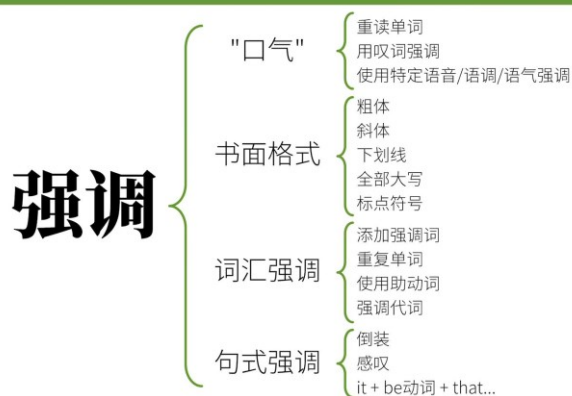 强调
"口气"
重读单词
用叹词强调
使用特定语音/语调/语气强调
书面格式
粗体
斜体
下划线
全部大写
标点符号
词汇强调
添加强调词
重复单词
使用助动词
强调代词
句式强调
倒装
感叹
it + be动词 + that...